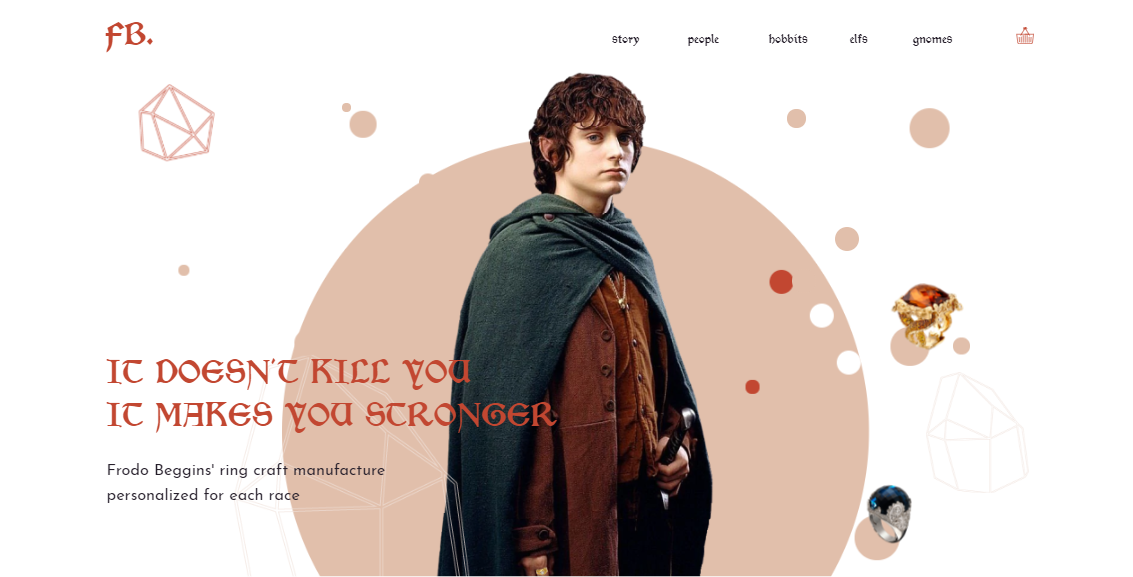 FB.
story people hobbits elfs gnomes
IT DOESN'T KILL YOU
IT MAKES YOU STRONGER
Frodo Beggins' ring craft manufacture
personalized for each race